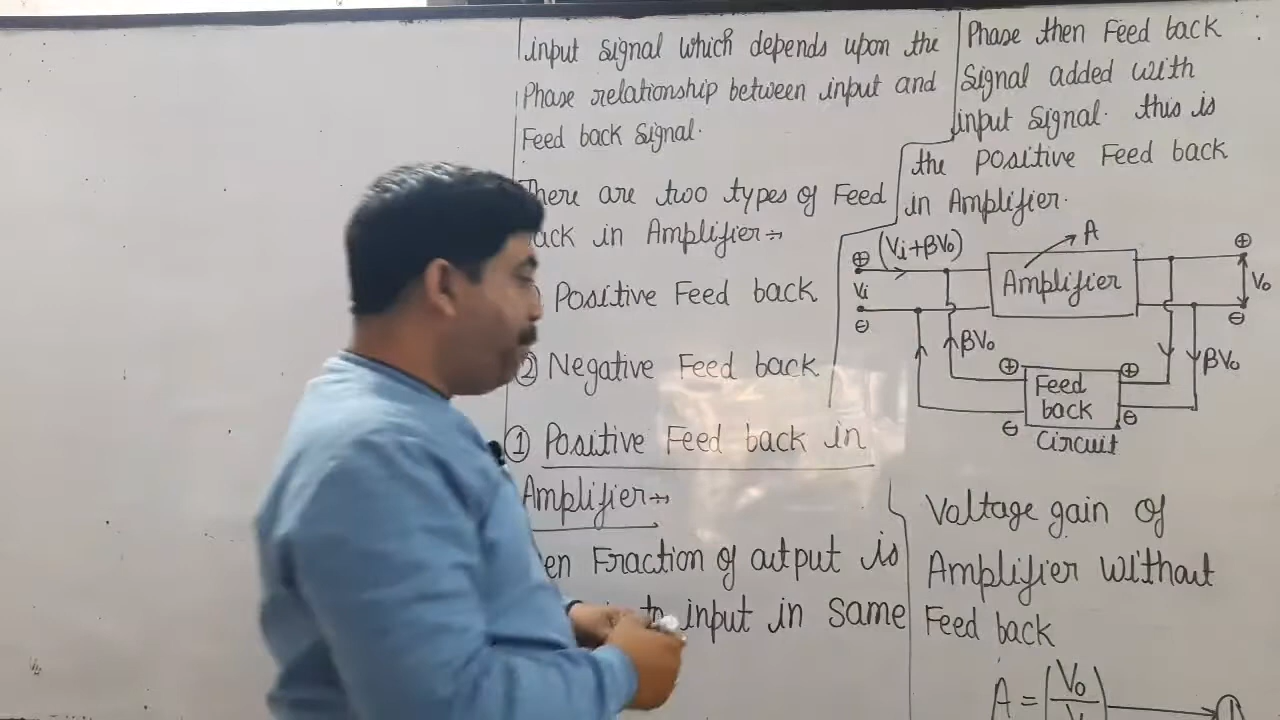 input signal which depends upon the
Phase relationship between input and
Feed back Signal.
There are two types of Feed
back in Amplifier÷
Positive Feed back
② Negative Feed back
① Positive Feed back in
Amplifier→
en Fraction of output is
to input in same
Phase then Feed back
Signal added with
input Signal. this is
the positive Feed back
in Amplifier.
A
⊕ (Vi+βVo)
Amplifier
⊕
Vi
Vo
⊖
⊖
βVo
βVo
⊕
⊕
Feed
back
⊖
⊖
Circuit
Voltage gain of
Amplifier without
Feed back
A = (Vo